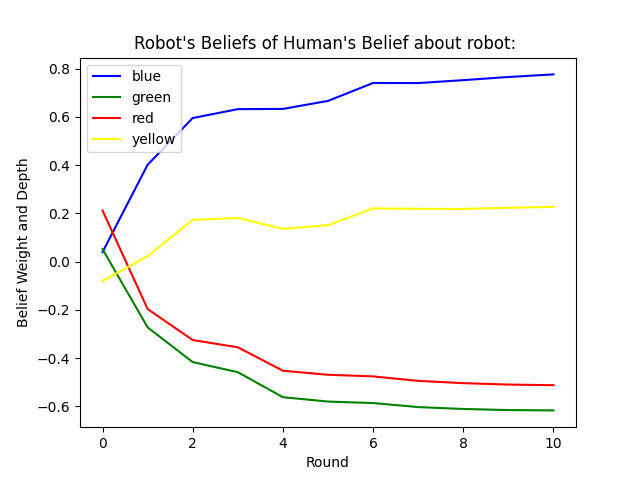 Robot's Beliefs of Human's Belief about robot:
blue
green
red
yellow
0.8
0.6
0.4
0.2
0.0
−0.2
−0.4
−0.6
Belief Weight and Depth
0 2 4 6 8 10
Round